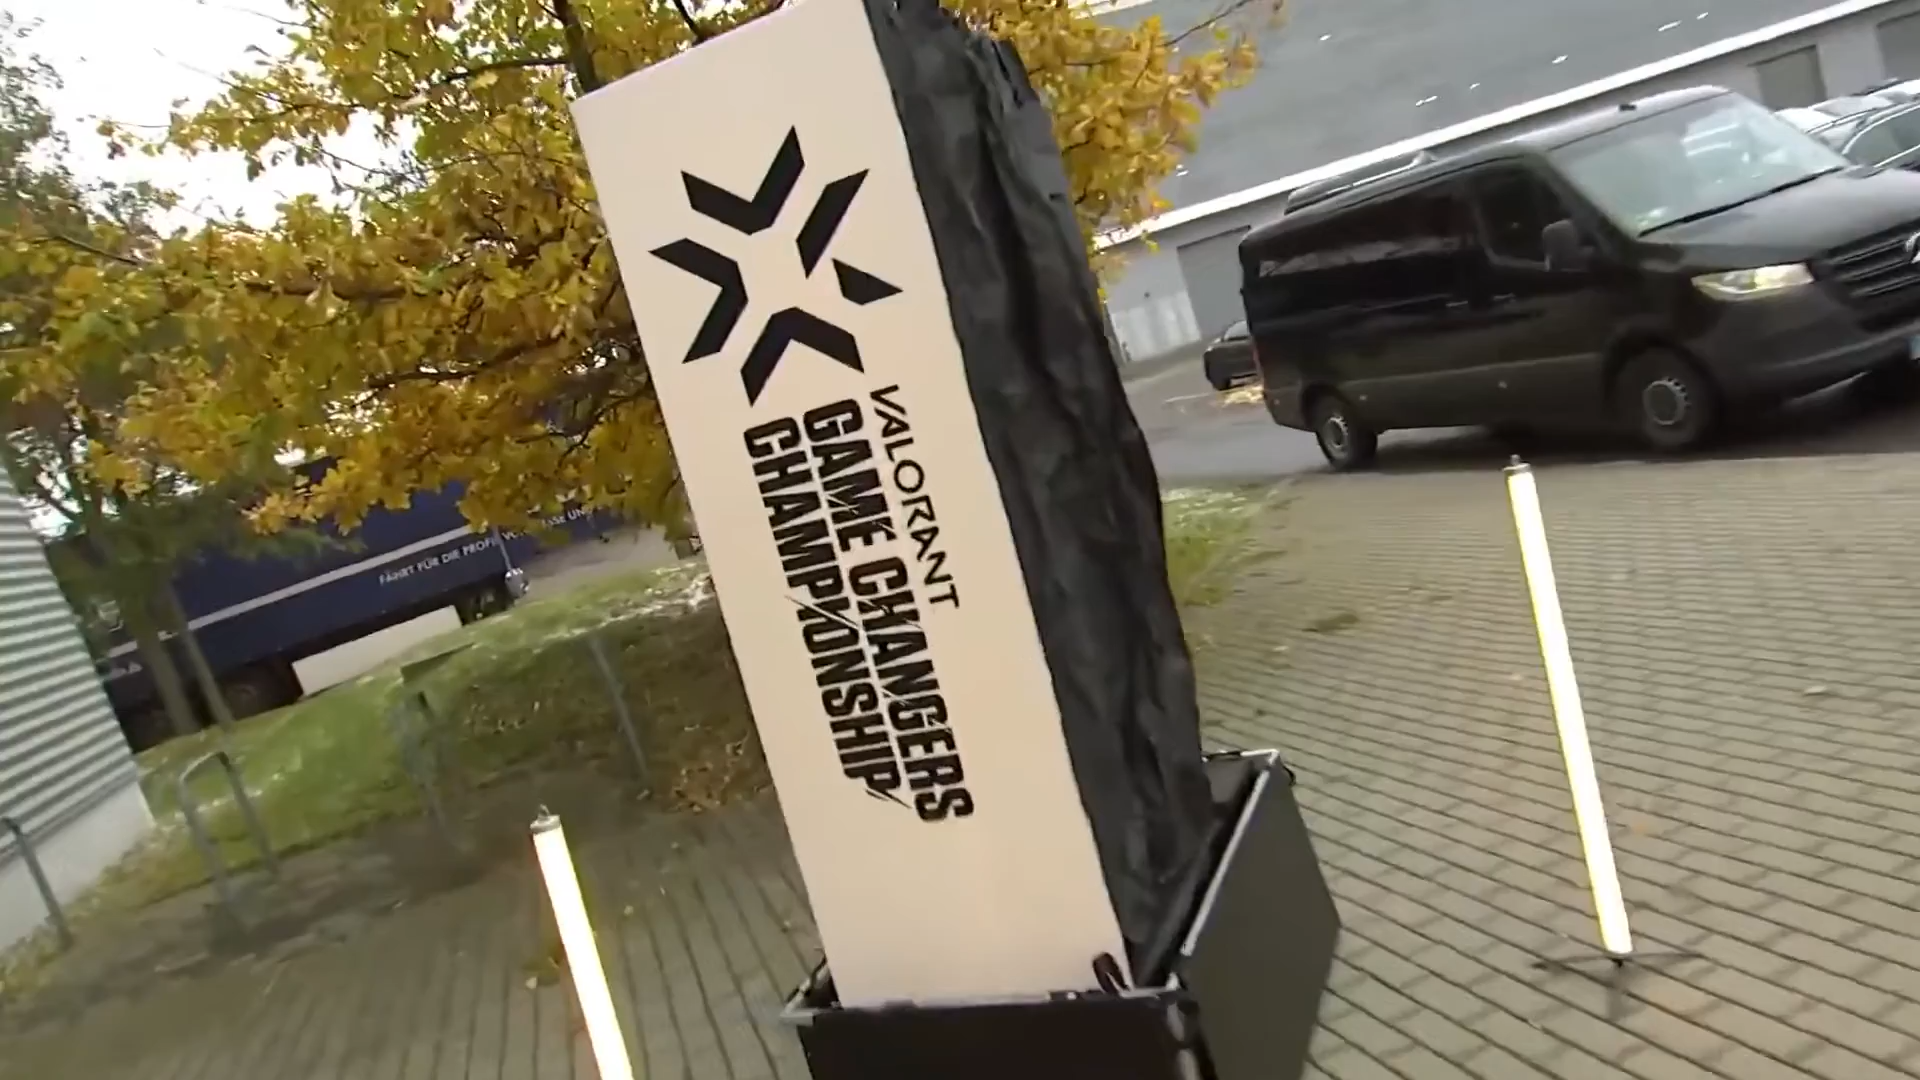 VALORANT
GAME CHANGERS
CHAMPIONSHIP
FÄHRT FÜR DIE PROFI